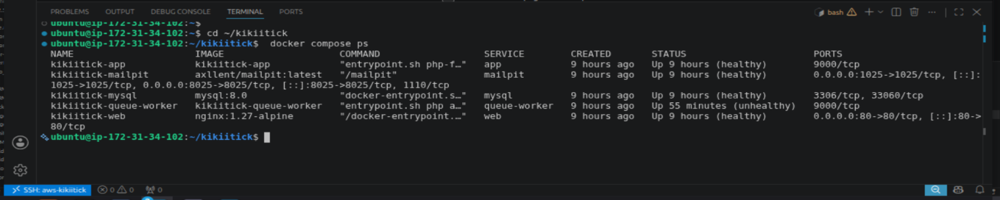 PROBLEMS OUTPUT DEBUG CONSOLE TERMINAL PORTS bash
ubuntu@ip-172-31-34-102:~$
ubuntu@ip-172-31-34-102:~$ cd ~/kikiitick
ubuntu@ip-172-31-34-102:~/kikiitick$  docker compose ps
NAME IMAGE COMMAND SERVICE CREATED STATUS PORTS
kikiitick-app kikiitick-app "entrypoint.sh php-f…" app 9 hours ago Up 9 hours (healthy) 9000/tcp
kikiitick-mailpit axllent/mailpit:latest "/mailpit" mailpit 9 hours ago Up 9 hours (healthy) 0.0.0.0:1025->1025/tcp, [::]:
1025->1025/tcp, 0.0.0.0:8025->8025/tcp, [::]:8025->8025/tcp, 1110/tcp
kikiitick-mysql mysql:8.0 "docker-entrypoint.s…" mysql 9 hours ago Up 9 hours (healthy) 3306/tcp, 33060/tcp
kikiitick-queue-worker kikiitick-queue-worker "entrypoint.sh php a…" queue-worker 9 hours ago Up 55 minutes (unhealthy) 9000/tcp
kikiitick-web nginx:1.27-alpine "/docker-entrypoint.…" web 9 hours ago Up 9 hours (healthy) 0.0.0.0:80->80/tcp, [::]:80->
80/tcp
ubuntu@ip-172-31-34-102:~/kikiitick$
SSH: aws-kikiitick 0 0 0